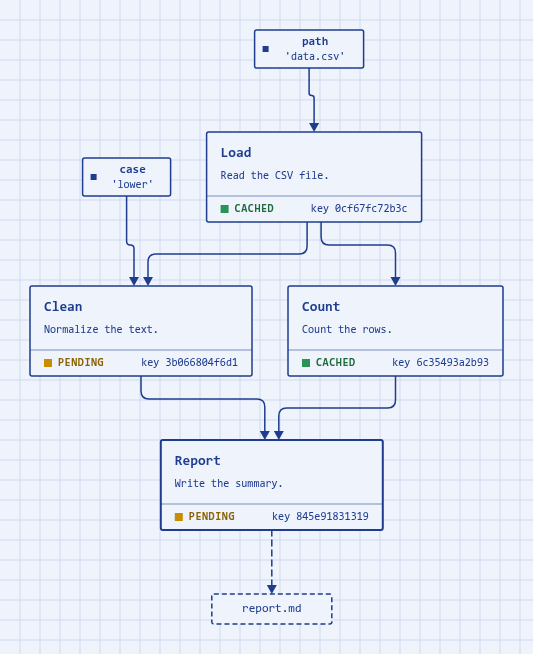 path
'data.csv'
Load
Read the CSV file.
CACHED key 0cf67fc72b3c
case
'lower'
Clean
Normalize the text.
PENDING key 3b066804f6d1
Count
Count the rows.
CACHED key 6c35493a2b93
Report
Write the summary.
PENDING key 845e91831319
report.md